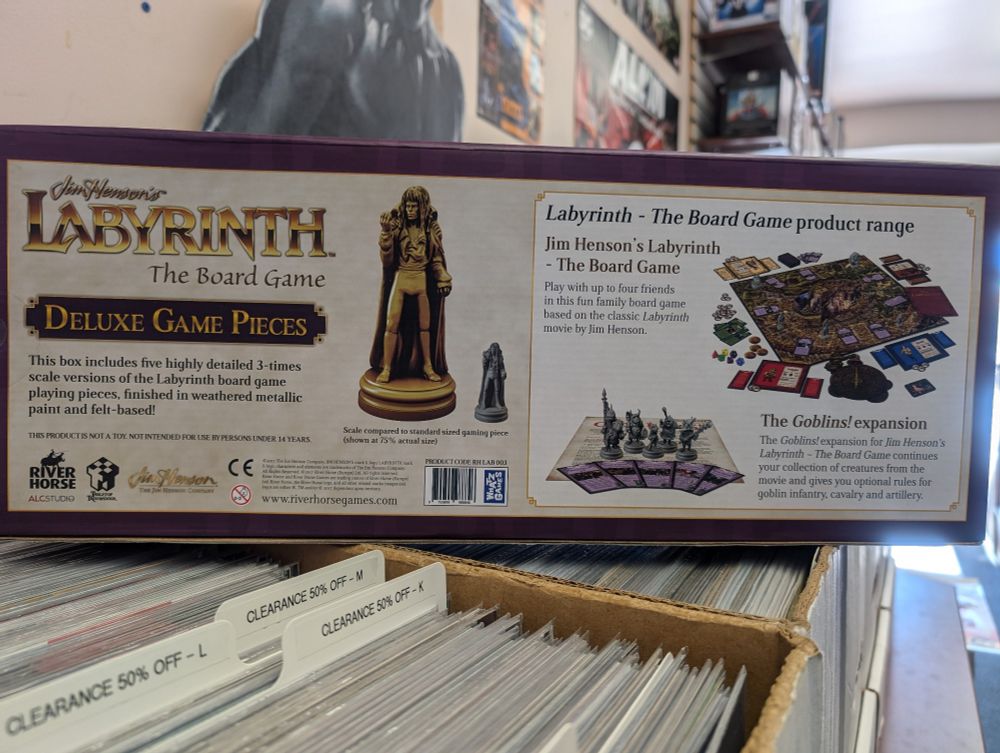 Jim Henson's
LABYRINTH
The Board Game
DELUXE GAME PIECES
This box includes five highly detailed 3-times
scale versions of the Labyrinth board game
playing pieces, finished in weathered metallic
paint and felt-based!
THIS PRODUCT IS NOT A TOY. NOT INTENDED FOR USE BY PERSONS UNDER 14 YEARS.
RIVER
HORSE
ALCSTUDIO
Jim Henson
THE JIM HENSON COMPANY
CE
www.riverhorsegames.com
Scale compared to standard sized gaming piece
(shown at 75% actual size)
PRODUCT CODE RH LAB 003
GAMES
Labyrinth - The Board Game product range
Jim Henson's Labyrinth
- The Board Game
Play with up to four friends
in this fun family board game
based on the classic Labyrinth
movie by Jim Henson.
The Goblins! expansion
The Goblins! expansion for Jim Henson's
Labyrinth - The Board Game continues
your collection of creatures from the
movie and gives you optional rules for
goblin infantry, cavalry and artillery.
CLEARANCE 50% OFF - M
CLEARANCE 50% OFF - K
CLEARANCE 50% OFF - L